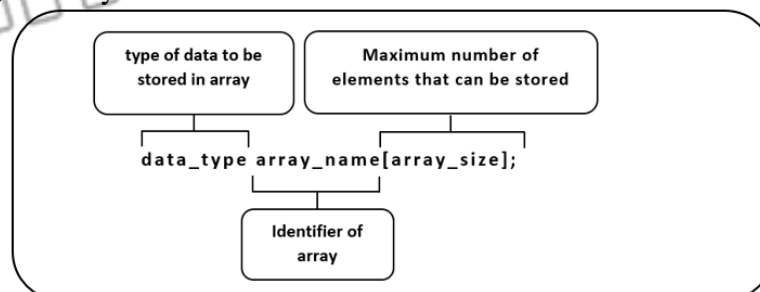 type of data to be
stored in array
Maximum number of
elements that can be stored
data_type array_name[array_size];
Identifier of
array